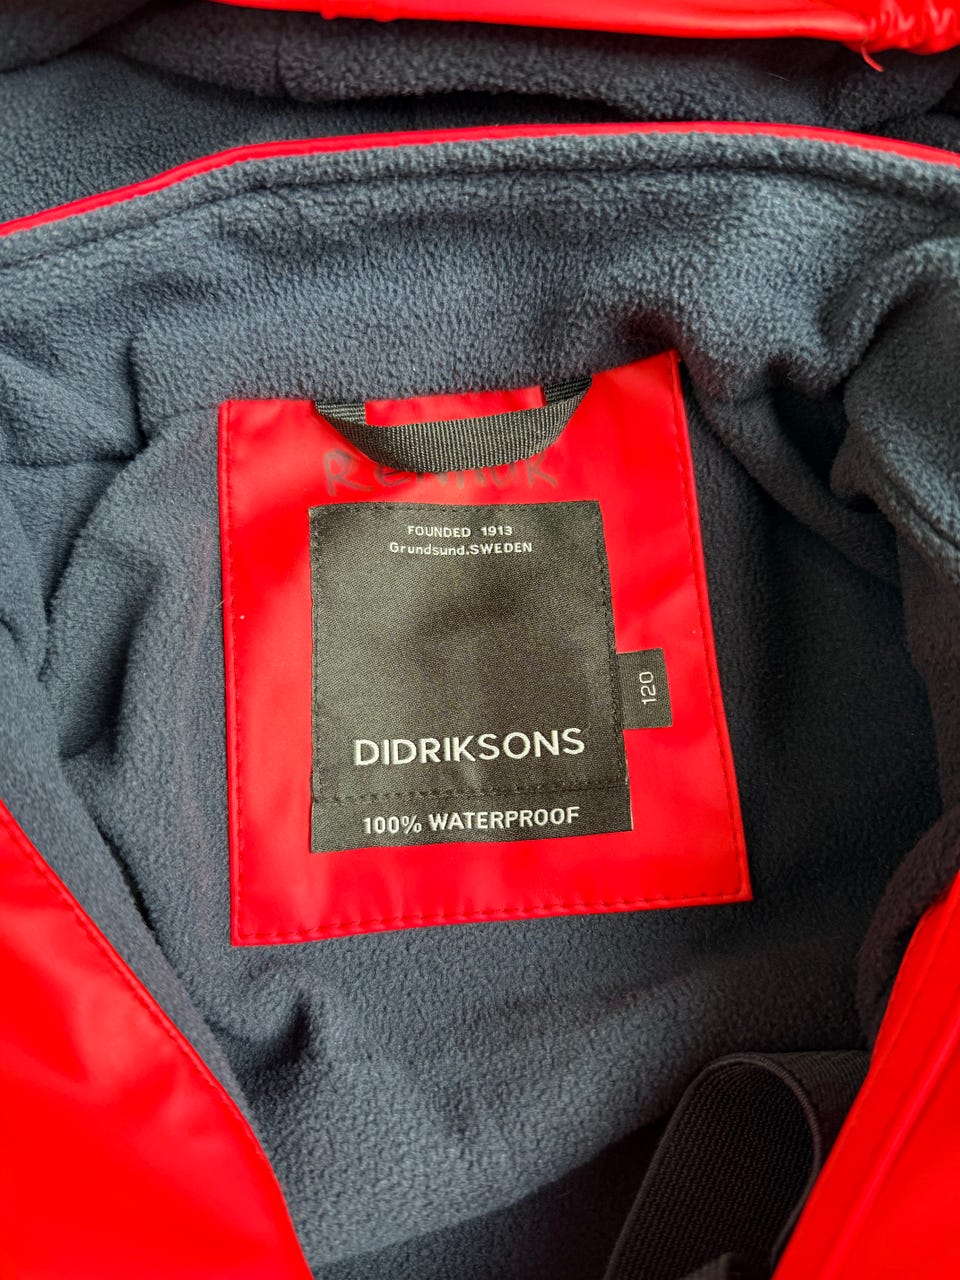 FOUNDED 1913
Grundsund.SWEDEN
120
DIDRIKSONS
100% WATERPROOF